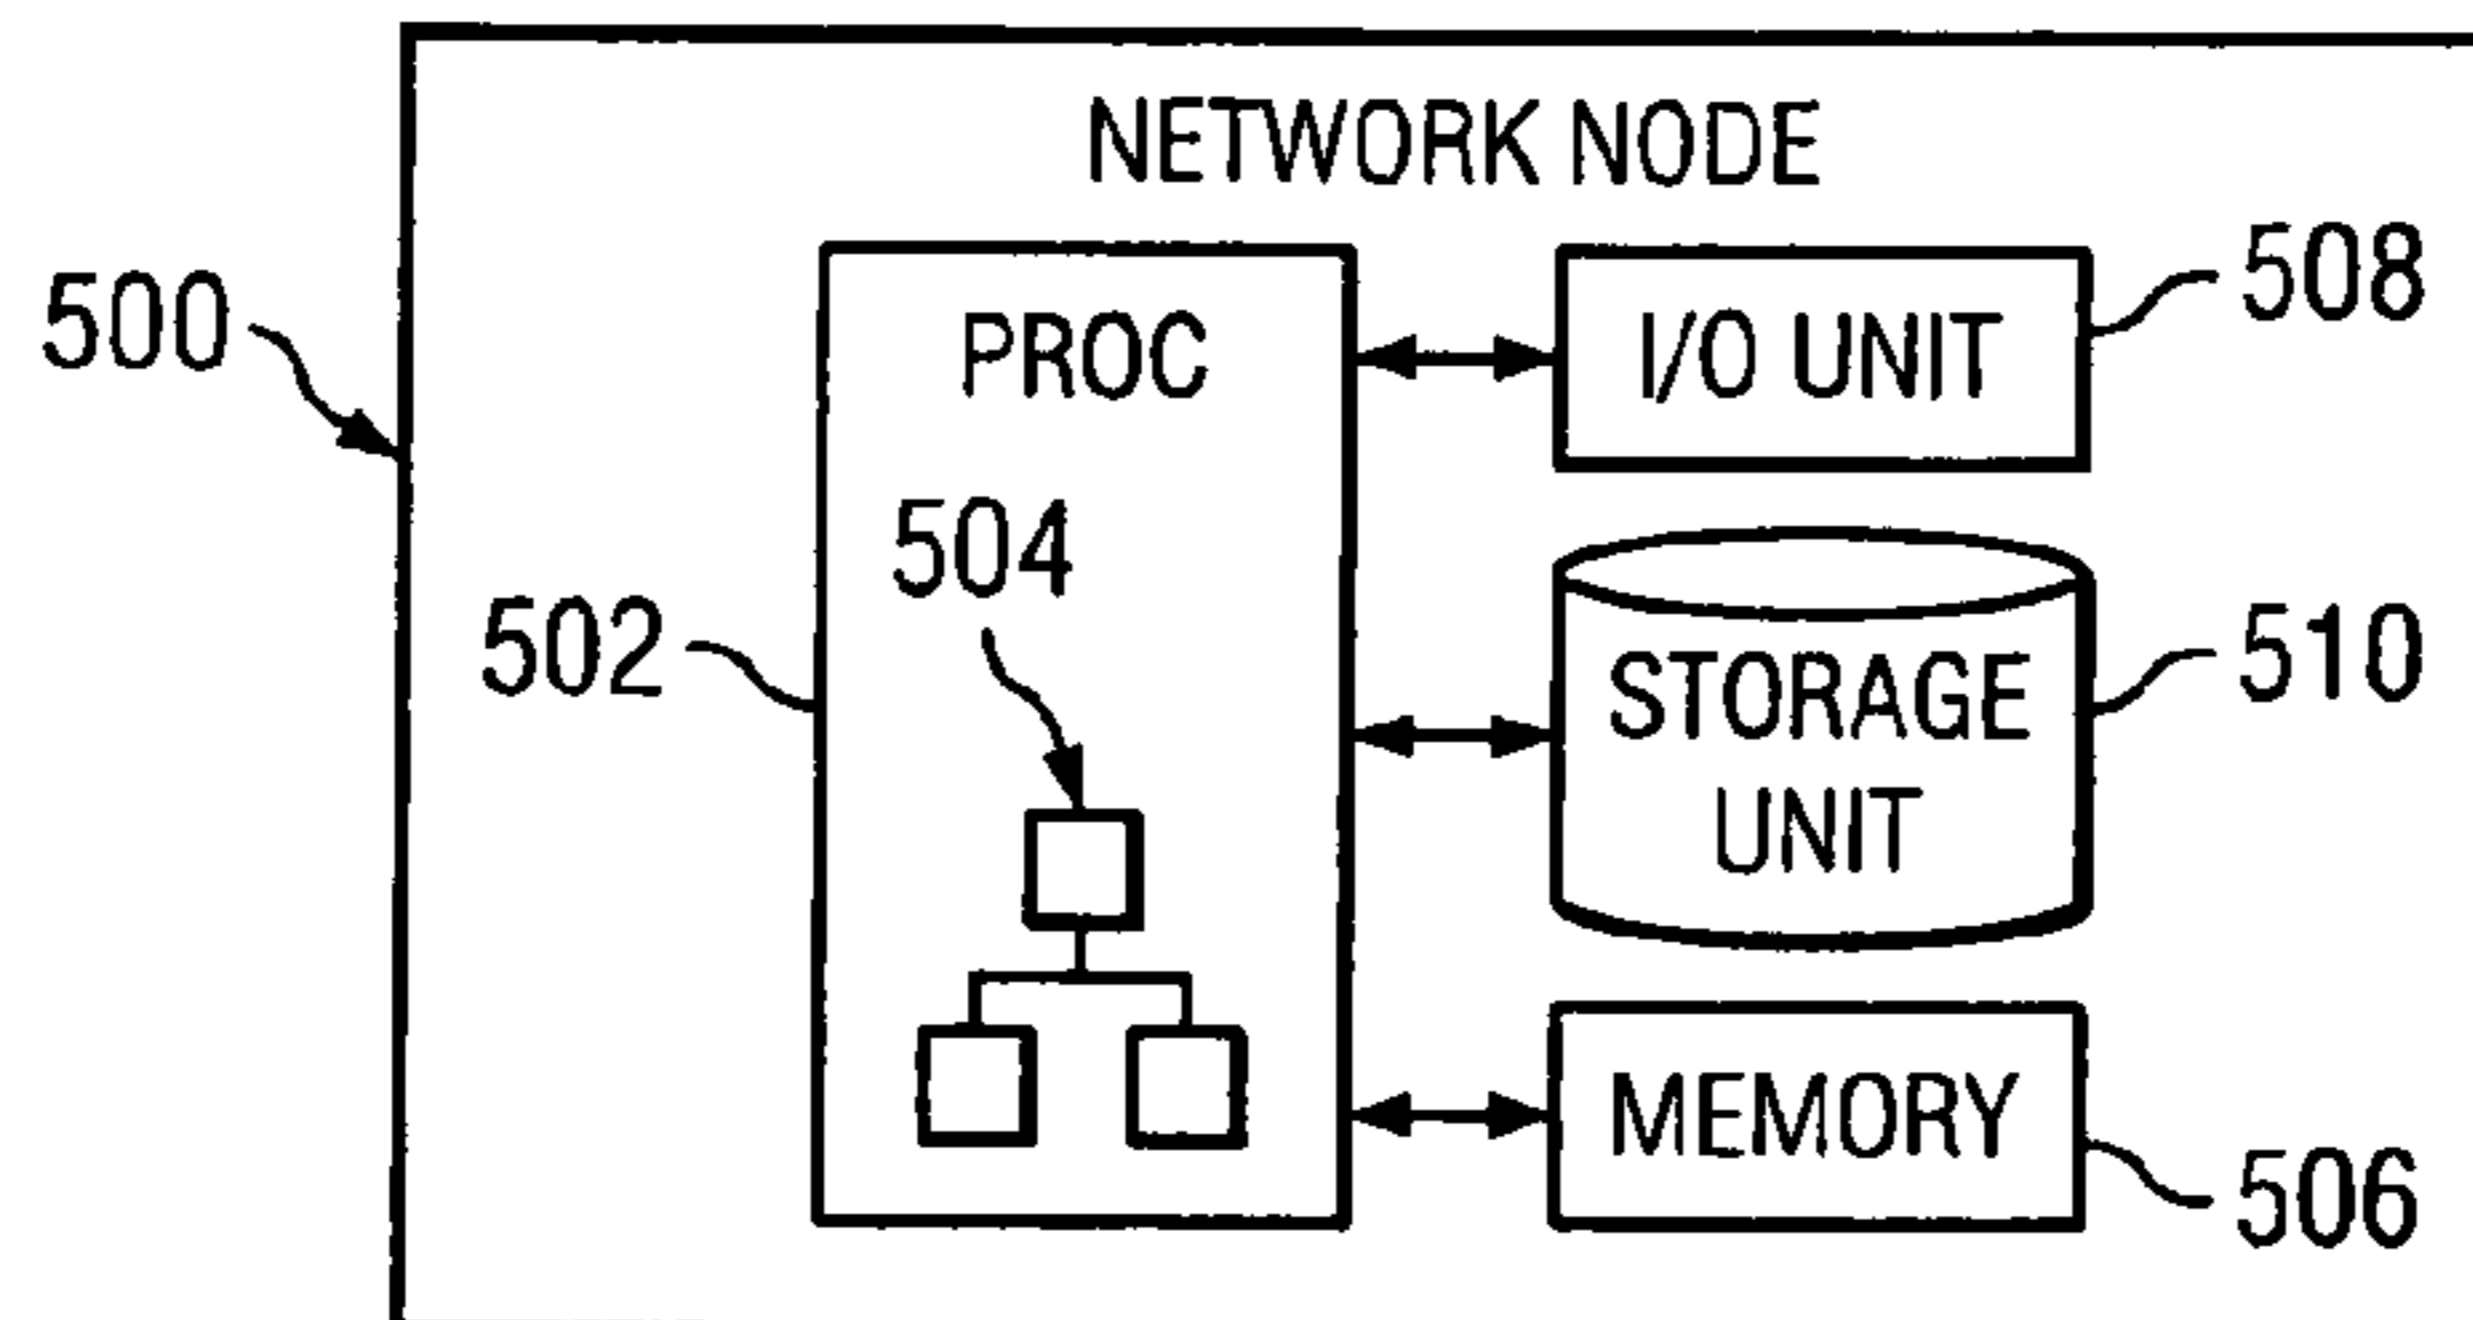 NETWORK NODE
500
PROC
I/O UNIT
508
504
502
STORAGE
UNIT
510
MEMORY
506